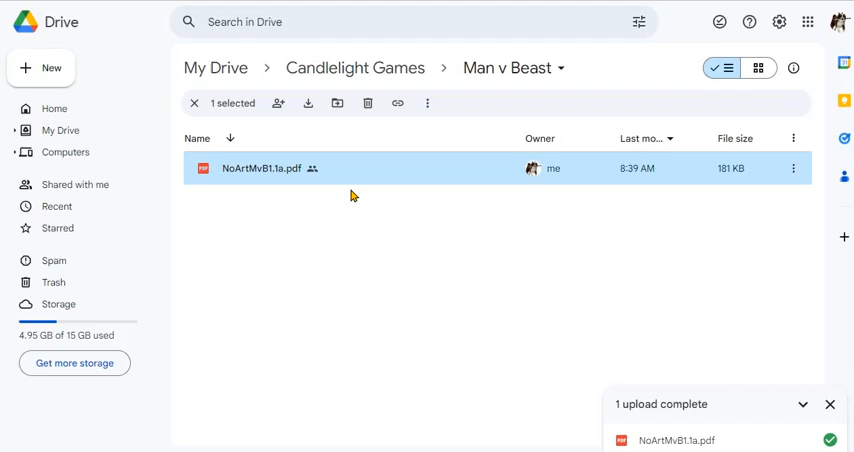 Drive
Search in Drive
New
My Drive > Candlelight Games > Man v Beast
1 selected
Home
My Drive
Computers
Shared with me
Recent
Starred
Spam
Trash
Storage
4.95 GB of 15 GB used
Get more storage
Name Owner Last mo... File size
PDF NoArtMvB1.1a.pdf me 8:39 AM 181 KB
1 upload complete
PDF NoArtMvB1.1a.pdf